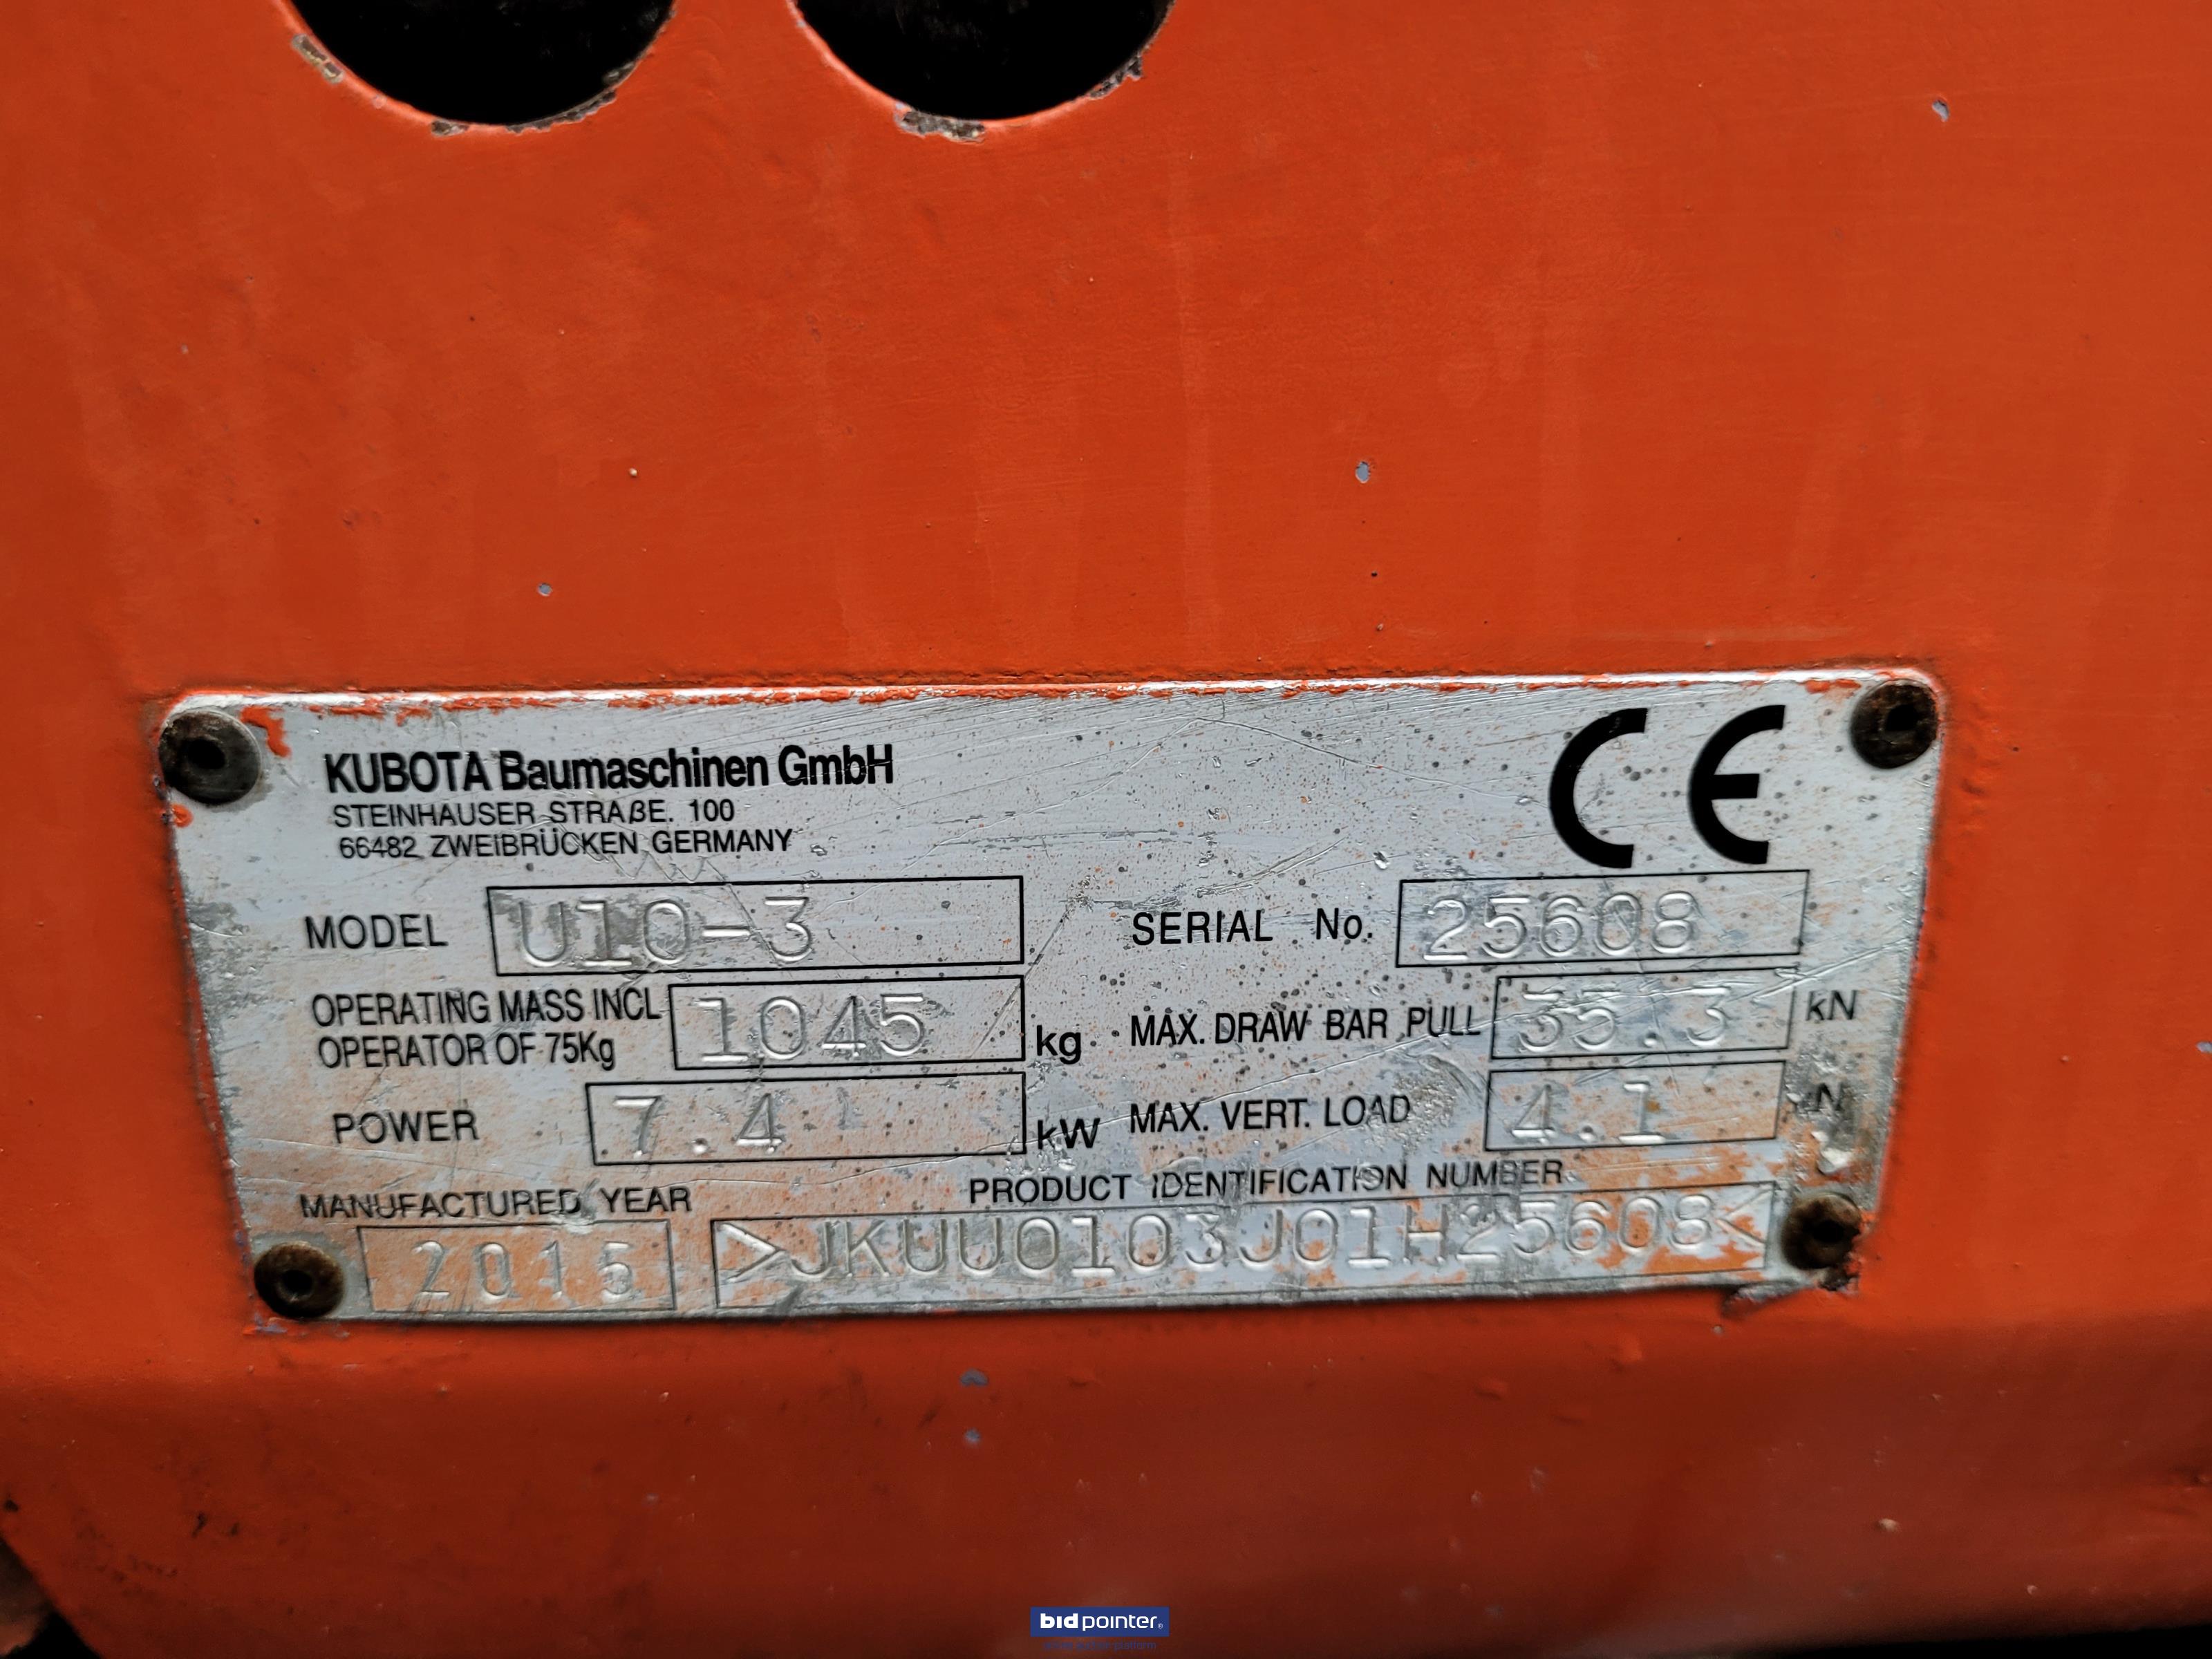 KUBOTA Baumaschinen GmbH
STEINHAUSER STRAßE. 100
66482 ZWEIBRÜCKEN GERMANY
CE
MODEL U10-3
SERIAL No. 25608
OPERATING MASS INCL
OPERATOR OF 75Kg 1045 kg
MAX. DRAW BAR PULL 35.3 kN
POWER 7.4 kW
MAX. VERT. LOAD 4.1
MANUFACTURED YEAR
2015
PRODUCT IDENTIFICATION NUMBER
>JKUU0103J01H25608<
bidpointer